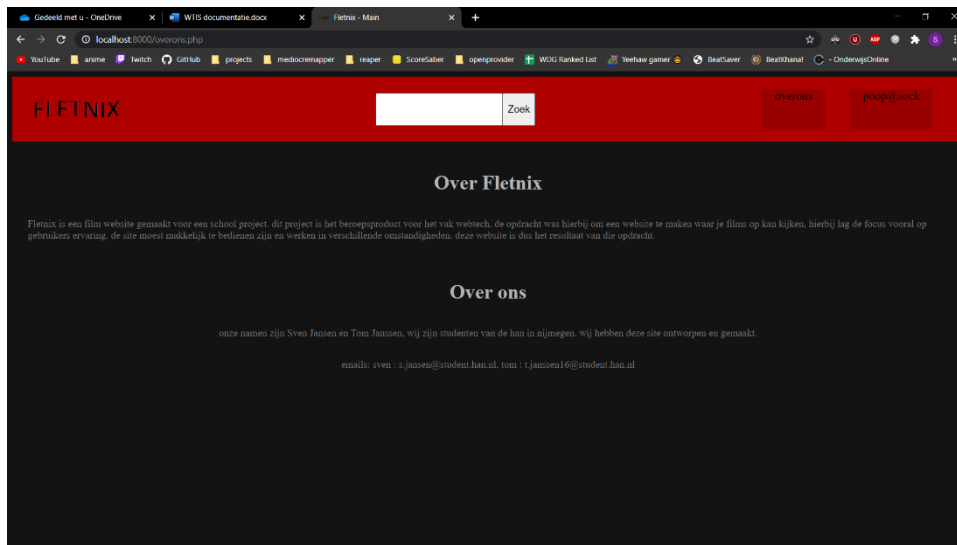 Gedeeld met u - OneDrive WTIS documentatie.docx Fletnix - Main
localhost:8000/overons.php
YouTube anime Twitch GitHub projects mediocremapper reaper ScoreSaber openprovider WDG Ranked List Yeehaw gamer BeatSaver BeatKhana! - OnderwijsOnline
FLETNIX Zoek overons poop@sock
Over Fletnix
Fletnix is een film website gemaakt voor een school project. dit project is het beroepsproduct voor het vak webtech. de opdracht was hierbij om een website te maken waar je films op kan kijken, hierbij lag de focus vooral op
gebruikers ervaring. de site moest makkelijk te bedienen zijn en werken in verschillende omstandigheden. deze website is dus het resultaat van die opdracht.
Over ons
onze namen zijn Sven Jansen en Tom Janssen, wij zijn studenten van de han in nijmegen. wij hebben deze site ontworpen en gemaakt.
emails: sven : s.jansen@student.han.nl, tom : t.janssen16@student.han.nl